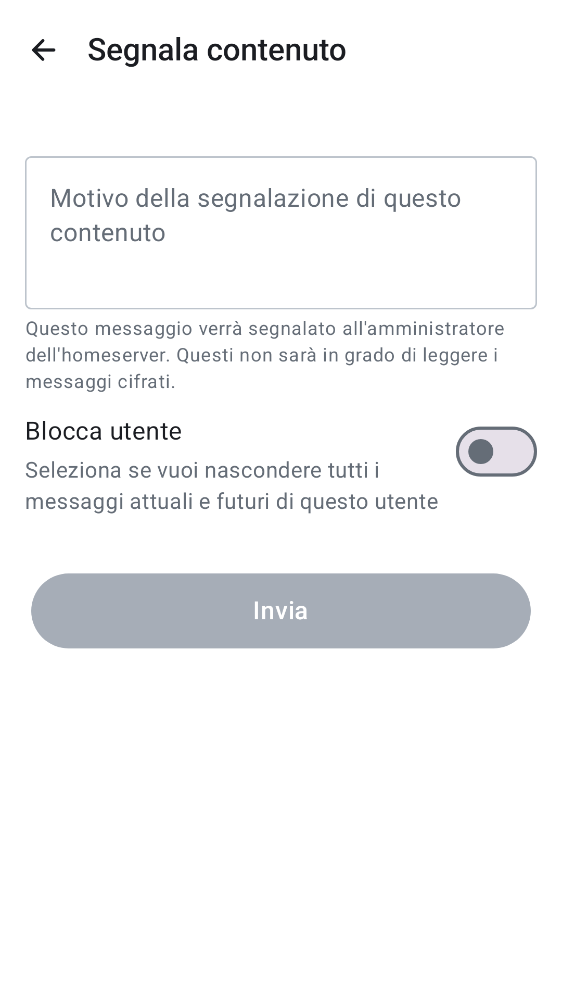 Segnala contenuto
Motivo della segnalazione di questo
contenuto
Questo messaggio verrà segnalato all'amministratore
dell'homeserver. Questi non sarà in grado di leggere i
messaggi cifrati.
Blocca utente
Seleziona se vuoi nascondere tutti i
messaggi attuali e futuri di questo utente
Invia